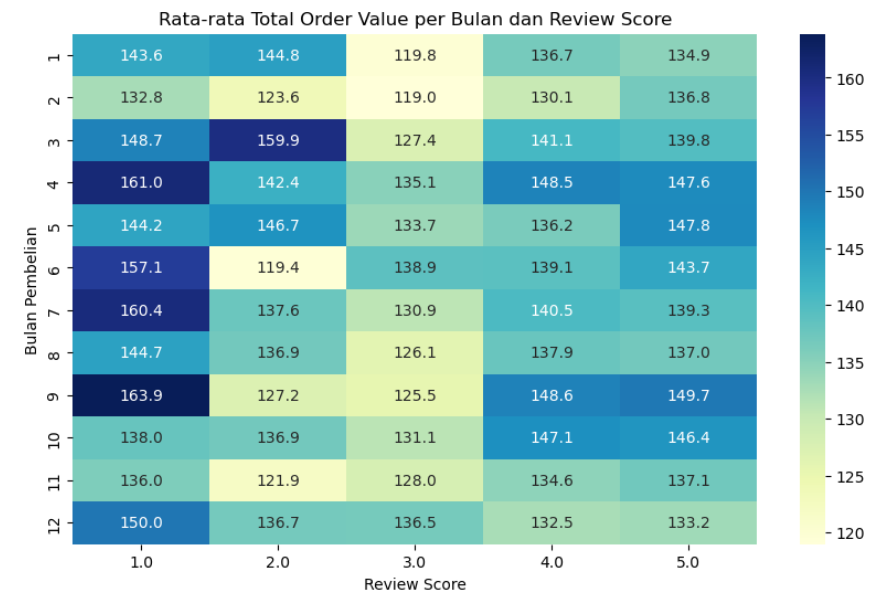 Rata-rata Total Order Value per Bulan dan Review Score
1 143.6 144.8 119.8 136.7 134.9
2 132.8 123.6 119.0 130.1 136.8
3 148.7 159.9 127.4 141.1 139.8
4 161.0 142.4 135.1 148.5 147.6
5 144.2 146.7 133.7 136.2 147.8
6 157.1 119.4 138.9 139.1 143.7
7 160.4 137.6 130.9 140.5 139.3
8 144.7 136.9 126.1 137.9 137.0
9 163.9 127.2 125.5 148.6 149.7
10 138.0 136.9 131.1 147.1 146.4
11 136.0 121.9 128.0 134.6 137.1
12 150.0 136.7 136.5 132.5 133.2
1.0 2.0 3.0 4.0 5.0
Review Score
Bulan Pembelian
160
155
150
145
140
135
130
125
120